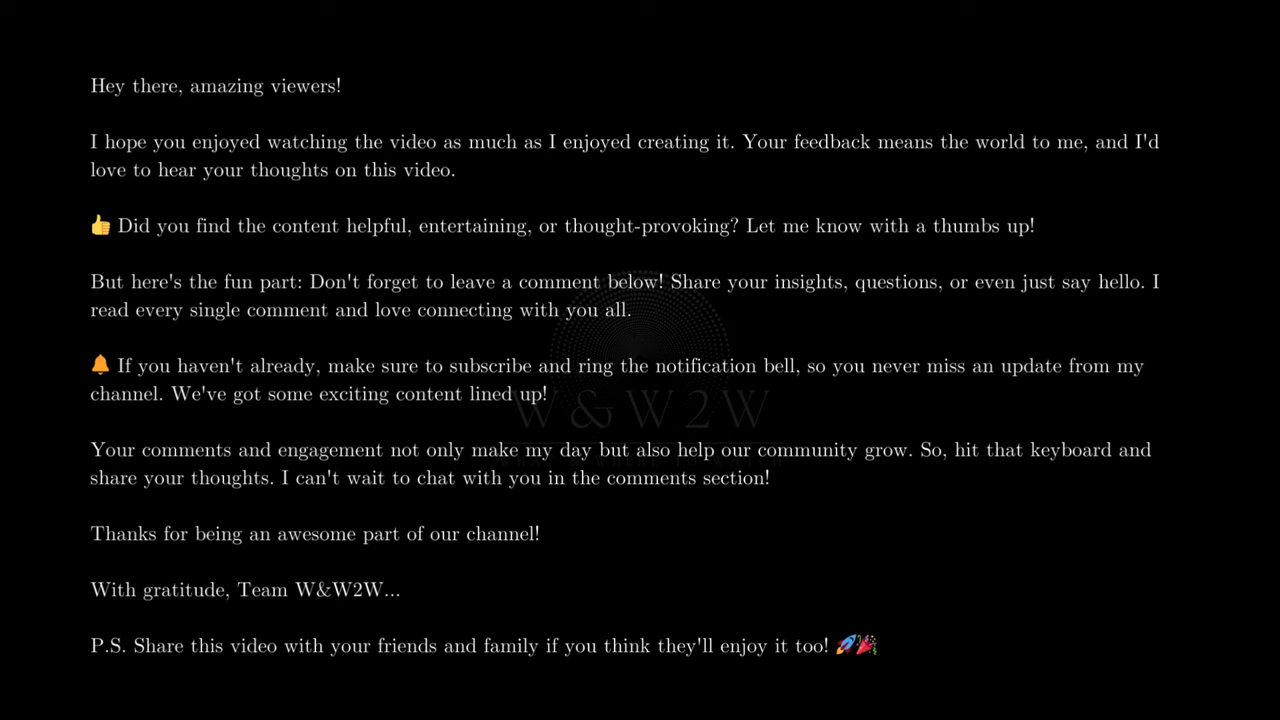 Hey there, amazing viewers!
I hope you enjoyed watching the video as much as I enjoyed creating it. Your feedback means the world to me, and I'd
love to hear your thoughts on this video.
👍 Did you find the content helpful, entertaining, or thought-provoking? Let me know with a thumbs up!
But here's the fun part: Don't forget to leave a comment below! Share your insights, questions, or even just say hello. I
read every single comment and love connecting with you all.
🔔 If you haven't already, make sure to subscribe and ring the notification bell, so you never miss an update from my
channel. We've got some exciting content lined up!
W&W2W
Your comments and engagement not only make my day but also help our community grow. So, hit that keyboard and
share your thoughts. I can't wait to chat with you in the comments section!
Thanks for being an awesome part of our channel!
With gratitude, Team W&W2W...
P.S. Share this video with your friends and family if you think they'll enjoy it too! 🚀🎉